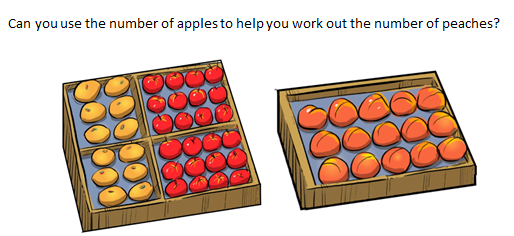 Can you use the number of apples to help you work out the number of peaches?